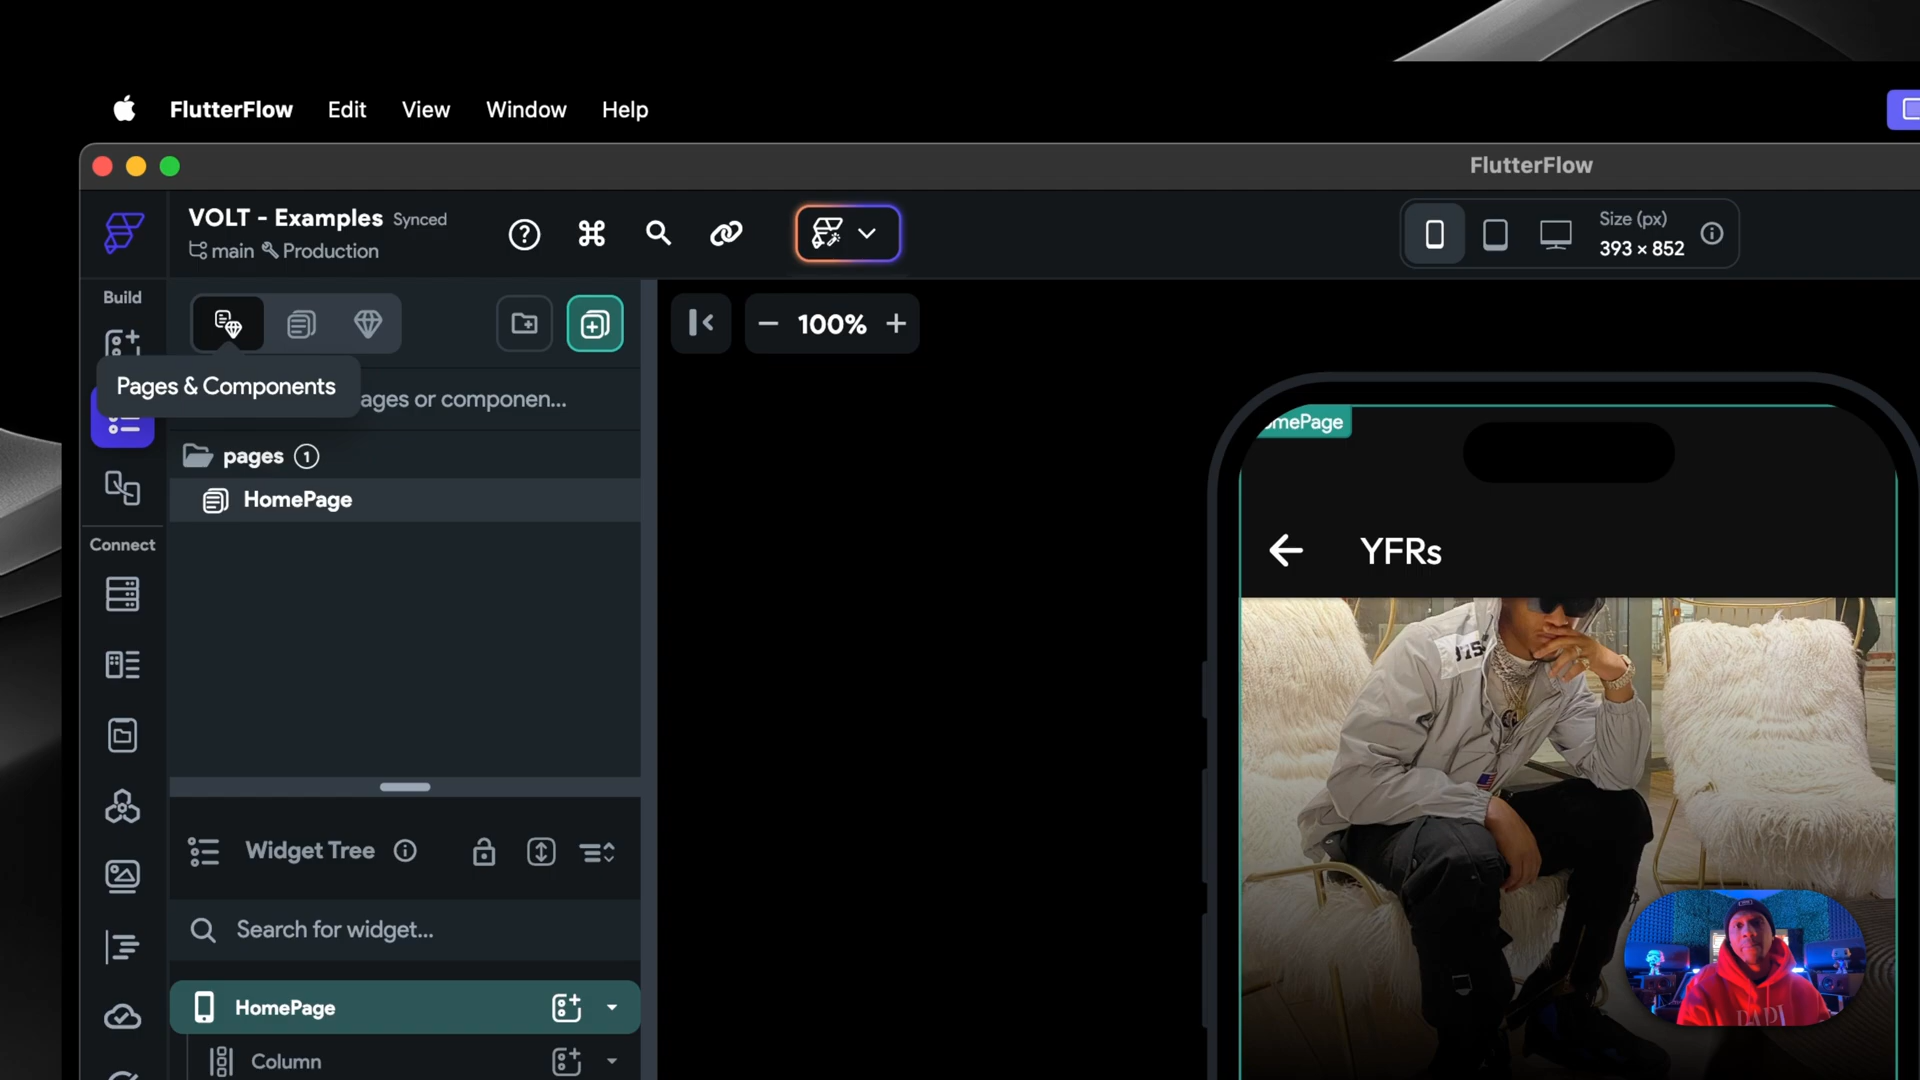 FlutterFlow Edit View Window Help
FlutterFlow
VOLT - Examples Synced
main Production
Size (px)
393 × 852
Build
100%
Pages & Components
ages or componen...
omePage
pages 1
HomePage
Connect
YFRs
Widget Tree
Search for widget...
HomePage
Column